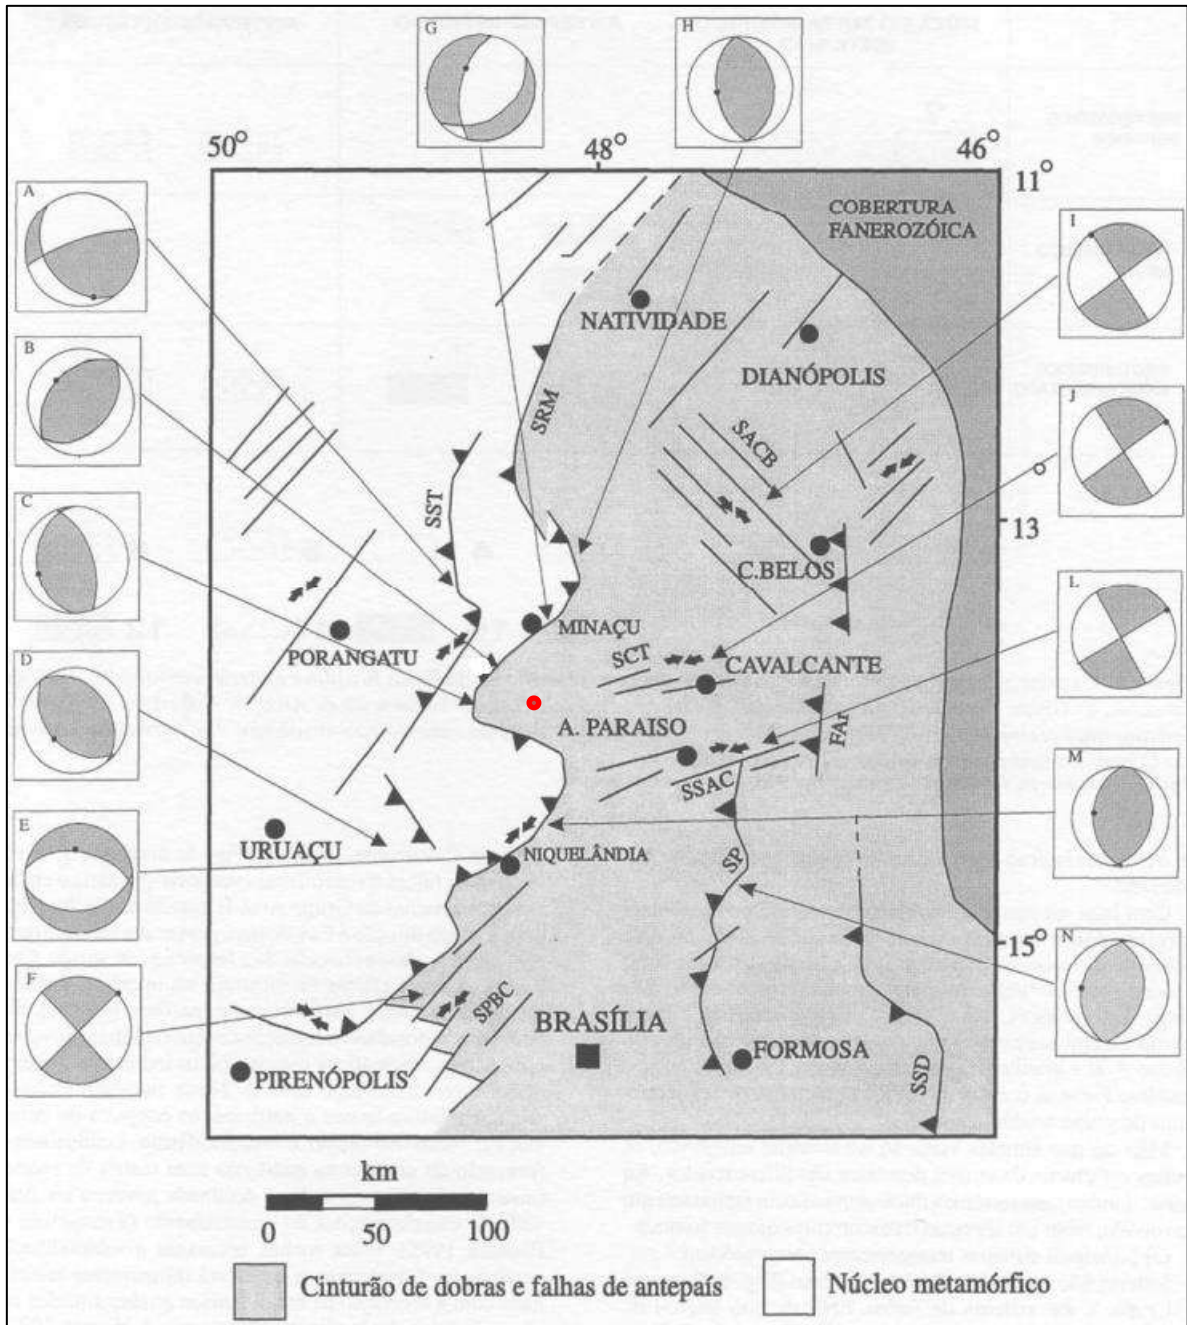 G
H
50°
48°
46°
11°
A
COBERTURA
FANEROZÓICA
I
NATIVIDADE
DIANÓPOLIS
B
SRM
SACB
J
SST
13
°
C
C.BELOS
MINAÇU
PORANGATU
SCT
CAVALCANTE
L
D
A. PARAISO
FAr
SSAC
M
E
URUAÇU
NIQUELÂNDIA
SP
15°
N
F
SPBC
BRASÍLIA
FORMOSA
PIRENÓPOLIS
SSD
km
0 50 100
Cinturão de dobras e falhas de antepaís
Núcleo metamórfico